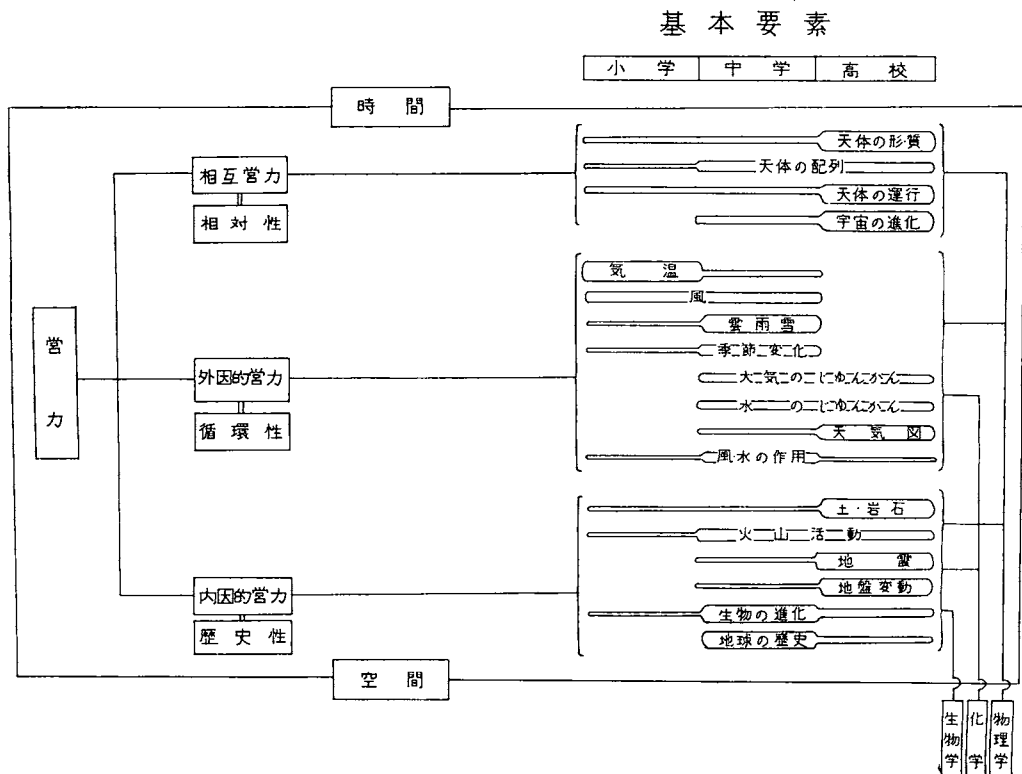 基本要素
小学
中学
高校
時間
相互営力
相対性
天体の形・質
天体の配列
天体の運行
宇宙の進化
営力
外因的営力
循環性
気温
風
雲雨雪
季節変化
大気のじゅんかん
水のじゅんかん
天気図
風・水の作用
内因的営力
歴史性
土・岩石
火山活動
地震
地盤変動
生物の進化
地球の歴史
空間
生物学
化学
物理学